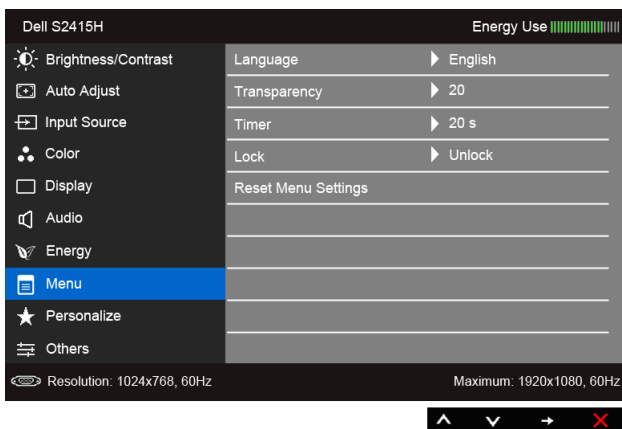 Dell S2415H Energy Use
Brightness/Contrast Language English
Auto Adjust Transparency 20
Input Source Timer 20 s
Color Lock Unlock
Display Reset Menu Settings
Audio
Energy
Menu
Personalize
Others
Resolution: 1024x768, 60Hz Maximum: 1920x1080, 60Hz